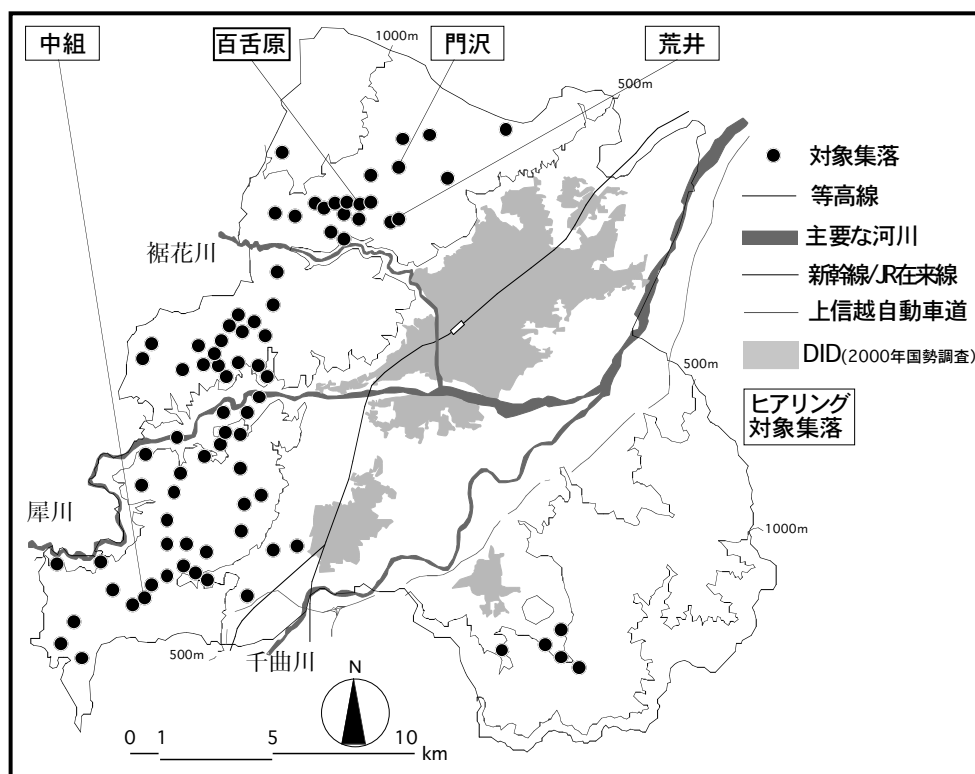 中組
百舌原
1000m
門沢
荒井
500m
対象集落
等高線
主要な河川
新幹線/JR在来線
上信越自動車道
DID(2000年国勢調査)
ヒアリング
対象集落
裾花川
500m
犀川
1000m
500m
千曲川
N
0 1 5 10
km